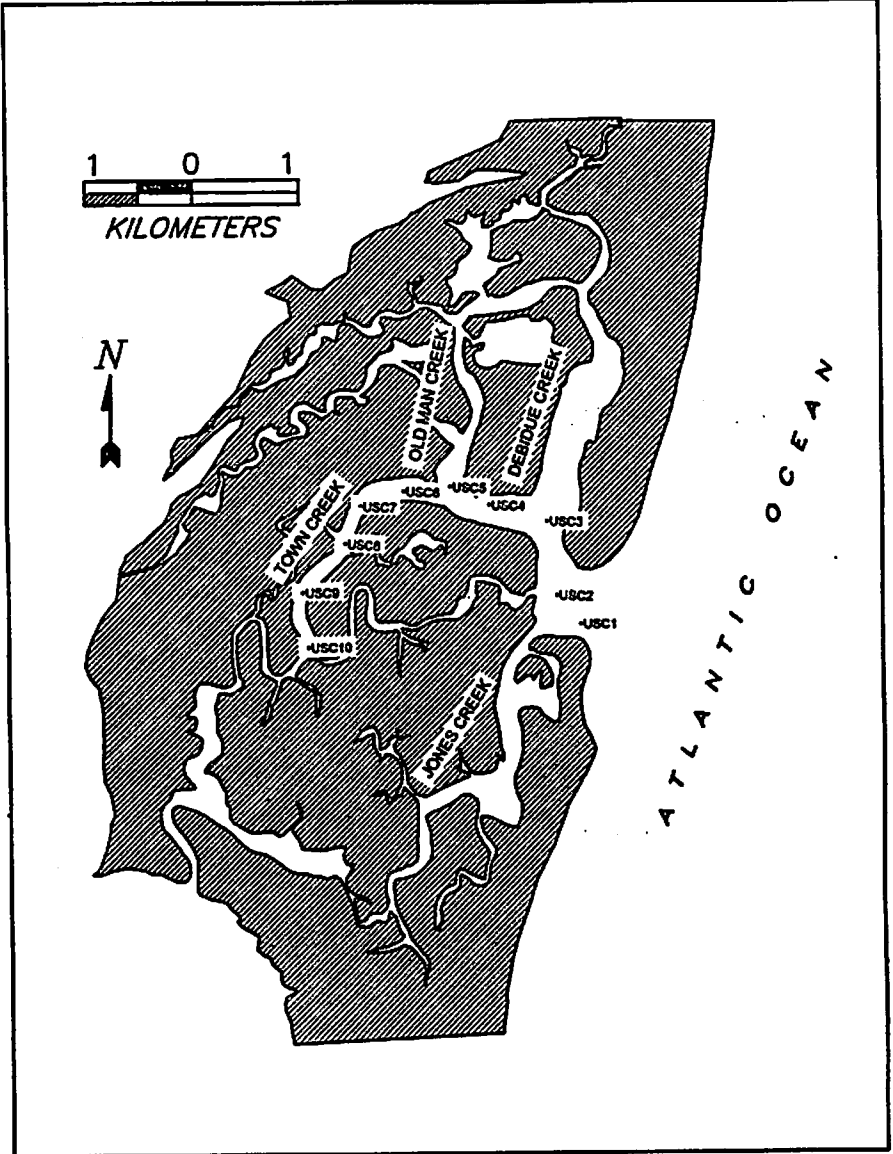 1 0 1
KILOMETERS
N
OLD MAN CREEK
DEBIDUE CREEK
TOWN CREEK
USC6
USC5
USC7
USC4
USC3
USC8
USC9
USC2
USC1
USC10
JONES CREEK
ATLANTIC OCEAN